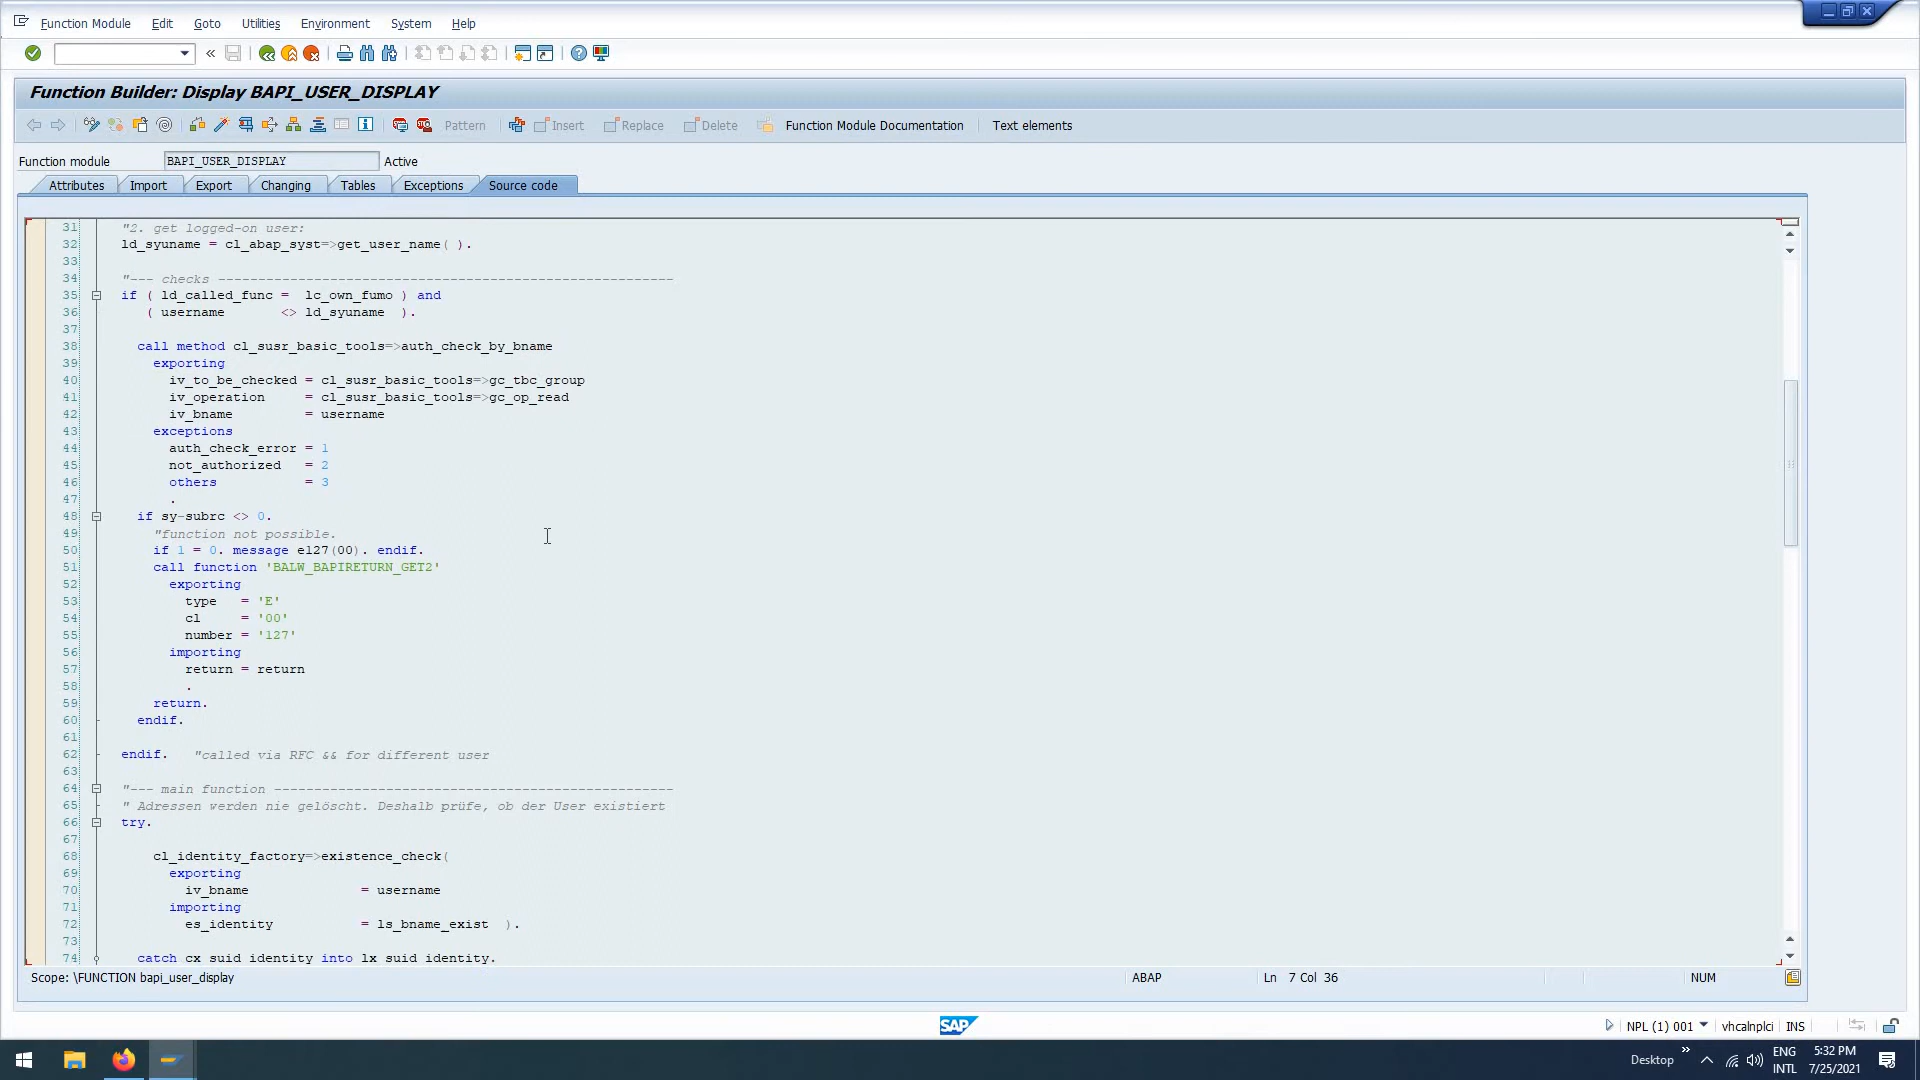 Function Module Edit Goto Utilities Environment System Help
«
Function Builder: Display BAPI_USER_DISPLAY
Pattern Insert Replace Delete Function Module Documentation Text elements
Function module BAPI_USER_DISPLAY Active
Attributes Import Export Changing Tables Exceptions Source code
31 "2. get logged-on user:
32 ld_syuname = cl_abap_syst=>get_user_name( ).
33
34 "--- checks ---------------------------------------------------------
35 if ( ld_called_func = lc_own_fumo ) and
36 ( username <> ld_syuname ).
37
38 call method cl_susr_basic_tools=>auth_check_by_bname
39 exporting
40 iv_to_be_checked = cl_susr_basic_tools=>gc_tbc_group
41 iv_operation = cl_susr_basic_tools=>gc_op_read
42 iv_bname = username
43 exceptions
44 auth_check_error = 1
45 not_authorized = 2
46 others = 3
47 .
48 if sy-subrc <> 0.
49 "function not possible.
50 if 1 = 0. message e127(00). endif.
51 call function 'BALW_BAPIRETURN_GET2'
52 exporting
53 type = 'E'
54 cl = '00'
55 number = '127'
56 importing
57 return = return
58 .
59 return.
60 endif.
61
62 endif. "called via RFC && for different user
63
64 "--- main function --------------------------------------------------
65 " Adressen werden nie gelöscht. Deshalb prüfe, ob der User existiert
66 try.
67
68 cl_identity_factory=>existence_check(
69 exporting
70 iv_bname = username
71 importing
72 es_identity = ls_bname_exist ).
73
74 catch cx_suid_identity into lx_suid_identity.
Scope: \FUNCTION bapi_user_display ABAP Ln 7 Col 36 NUM
SAP NPL (1) 001 vhcalnplci INS
Desktop » ENG 5:32 PM
INTL 7/25/2021